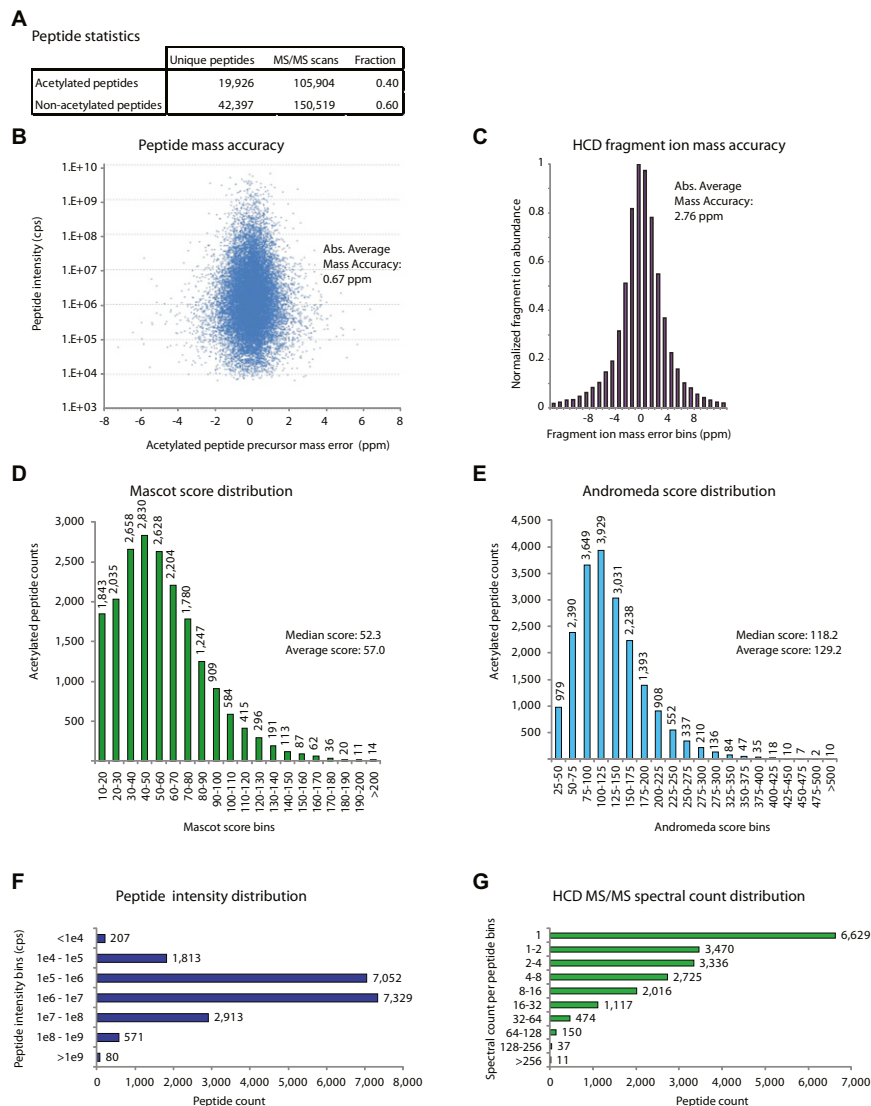 A
Peptide statistics
Unique peptides MS/MS scans Fraction
Acetylated peptides 19,926 105,904 0.40
Non-acetylated peptides 42,397 150,519 0.60
B
Peptide mass accuracy
Peptide intensity (cps)
1.E+10
1.E+09
1.E+08
1.E+07
1.E+06
1.E+05
1.E+04
1.E+03
Abs. Average
Mass Accuracy:
0.67 ppm
-8 -6 -4 -2 0 2 4 6 8
Acetylated peptide precursor mass error (ppm)
C
HCD fragment ion mass accuracy
Normalized fragment ion abundance
1
0.8
0.6
0.4
0.2
0
Abs. Average
Mass Accuracy:
2.76 ppm
-8 -4 0 4 8
Fragment ion mass error bins (ppm)
D
Mascot score distribution
Acetylated peptide counts
3,000
2,500
2,000
1,500
1,000
500
1,843 2,035 2,658 2,830 2,628 2,204 1,780 1,247 909 584 415 296 191 113 87 62 36 20 11 14
Median score: 52.3
Average score: 57.0
10-20 20-30 30-40 40-50 50-60 60-70 70-80 80-90 90-100 100-110 110-120 120-130 130-140 140-150 150-160 160-170 170-180 180-190 190-200 >200
Mascot score bins
E
Andromeda score distribution
Acetylated peptide counts
4,500
4,000
3,500
3,000
2,500
2,000
1,500
1,000
500
979 2,390 3,649 3,929 3,031 2,238 1,393 908 552 337 210 136 84 47 35 18 10 7 2 10
Median score: 118.2
Average score: 129.2
25-50 50-75 75-100 100-125 125-150 150-175 175-200 200-225 225-250 250-275 275-300 275-300 325-350 350-375 375-400 400-425 425-450 450-475 475-500 >500
Andromeda score bins
F
Peptide intensity distribution
Peptide intensity bins (cps)
<1e4 207
1e4 - 1e5 1,813
1e5 - 1e6 7,052
1e6 - 1e7 7,329
1e7 - 1e8 2,913
1e8 - 1e9 571
>1e9 80
0 1,000 2,000 3,000 4,000 5,000 6,000 7,000 8,000
Peptide count
G
HCD MS/MS spectral count distribution
Spectral count per peptide bins
1 6,629
1-2 3,470
2-4 3,336
4-8 2,725
8-16 2,016
16-32 1,117
32-64 474
64-128 150
128-256 37
>256 11
0 1,000 2,000 3,000 4,000 5,000 6,000 7,000
Peptide count